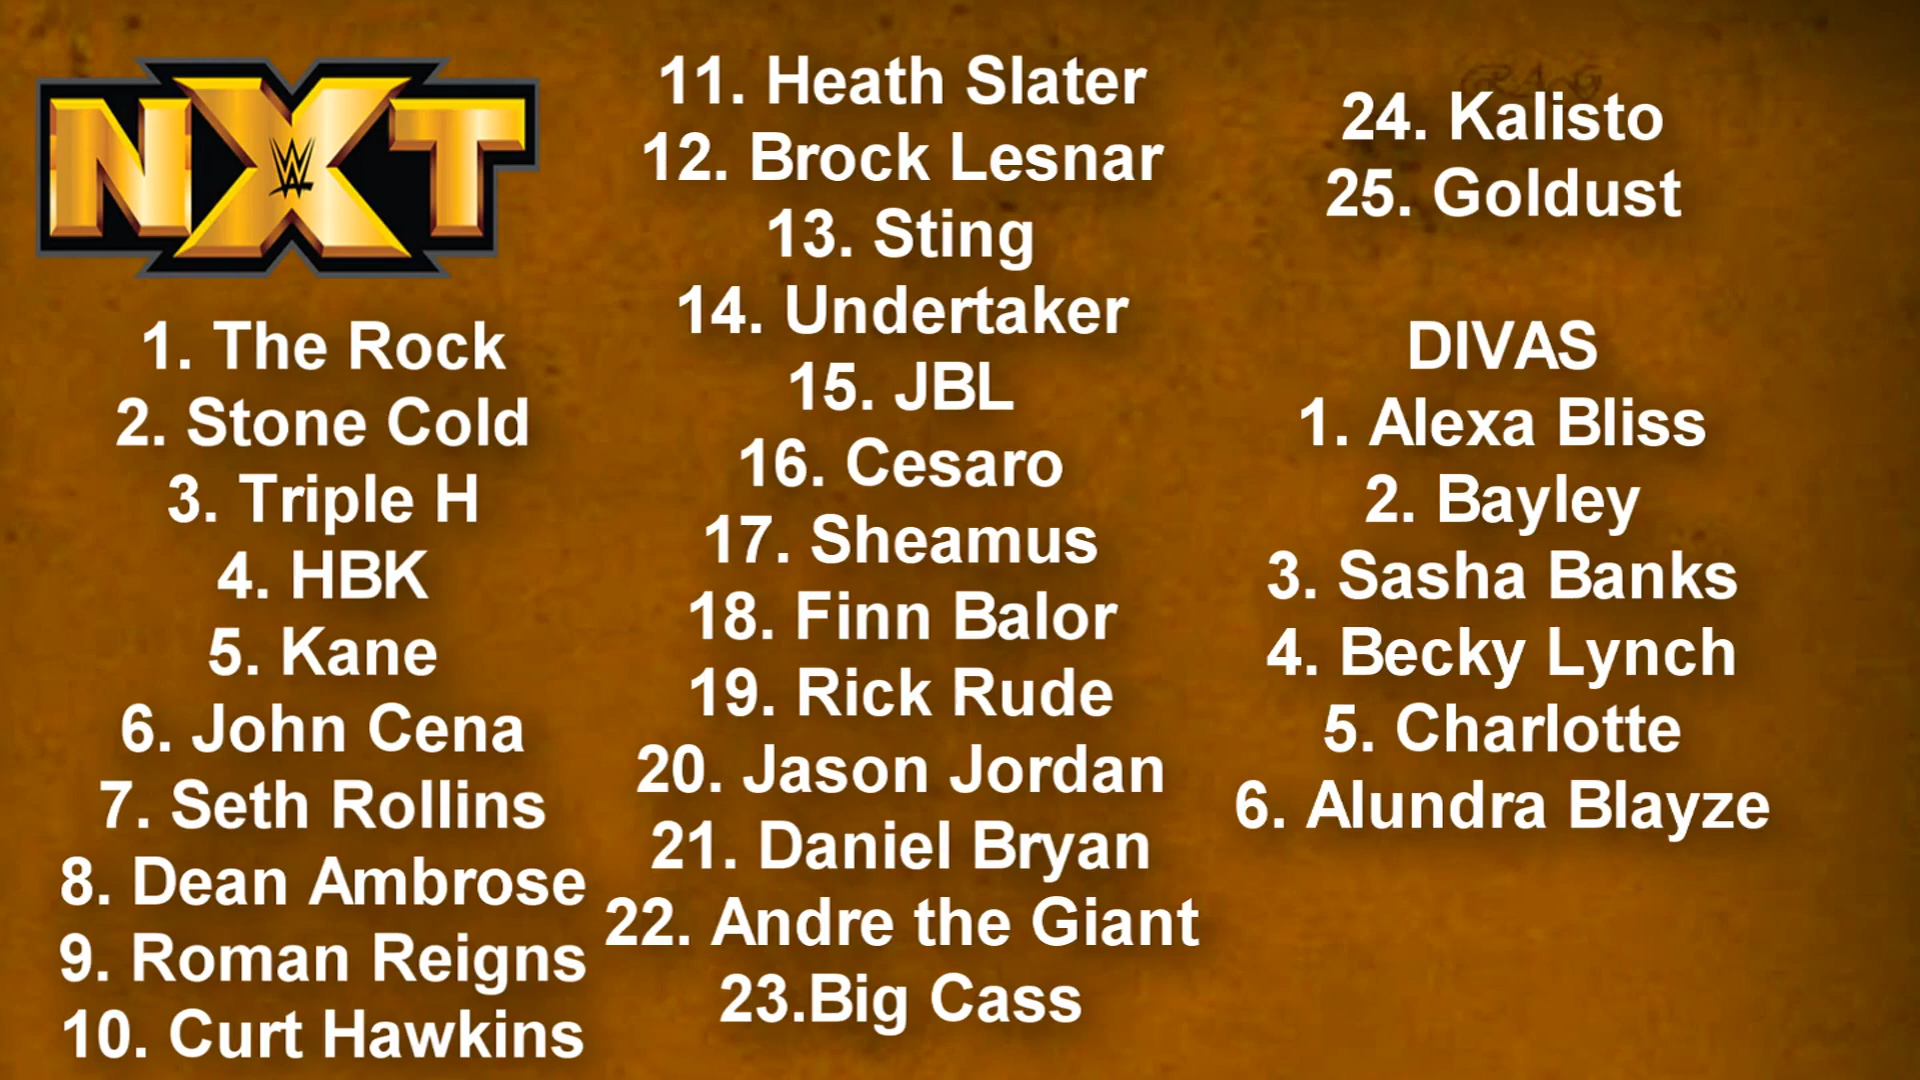 NXT
W
1. The Rock
2. Stone Cold
3. Triple H
4. HBK
5. Kane
6. John Cena
7. Seth Rollins
8. Dean Ambrose
9. Roman Reigns
10. Curt Hawkins
11. Heath Slater
12. Brock Lesnar
13. Sting
14. Undertaker
15. JBL
16. Cesaro
17. Sheamus
18. Finn Balor
19. Rick Rude
20. Jason Jordan
21. Daniel Bryan
22. Andre the Giant
23.Big Cass
24. Kalisto
25. Goldust
DIVAS
1. Alexa Bliss
2. Bayley
3. Sasha Banks
4. Becky Lynch
5. Charlotte
6. Alundra Blayze